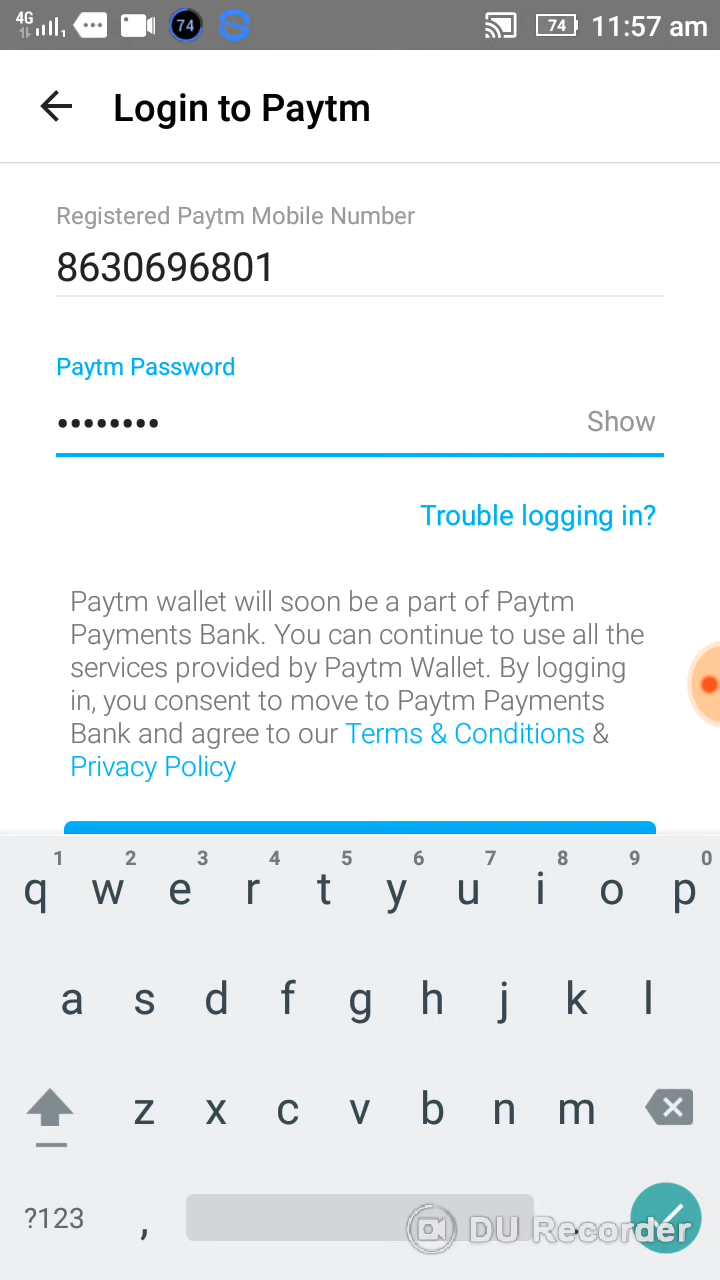 4G 74 74 11:57 am
Login to Paytm
Registered Paytm Mobile Number
8630696801
Paytm Password
••••••••
Show
Trouble logging in?
Paytm wallet will soon be a part of Paytm
Payments Bank. You can continue to use all the
services provided by Paytm Wallet. By logging
in, you consent to move to Paytm Payments
Bank and agree to our Terms & Conditions &
Privacy Policy
1 2 3 4 5 6 7 8 9 0
q w e r t y u i o p
a s d f g h j k l
z x c v b n m
?123 , .
DU Recorder